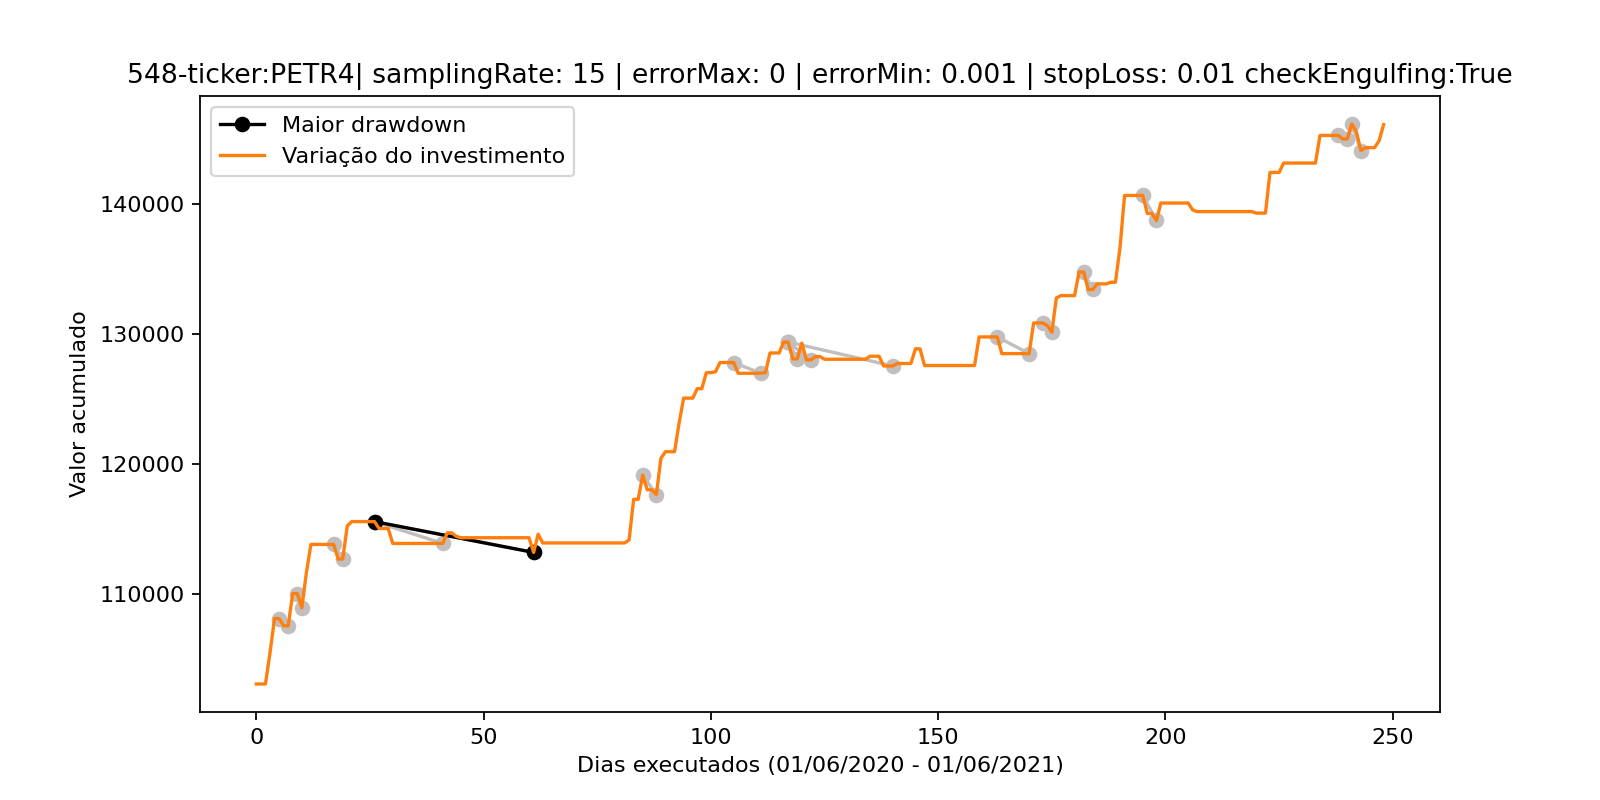 548-ticker:PETR4| samplingRate: 15 | errorMax: 0 | errorMin: 0.001 | stopLoss: 0.01 checkEngulfing:True
Maior drawdown
Variação do investimento
Valor acumulado
140000
130000
120000
110000
0
50
100
150
200
250
Dias executados (01/06/2020 - 01/06/2021)